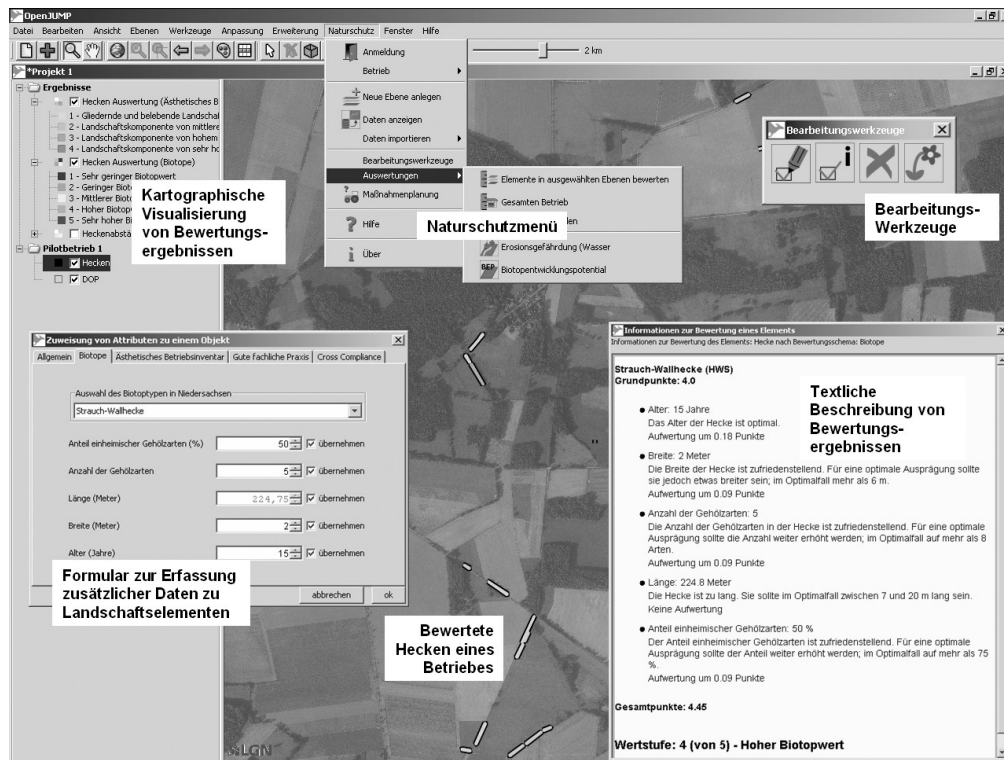 OpenJUMP
Datei Bearbeiten Ansicht Ebenen Werkzeuge Anpassung Erweiterung Naturschutz Fenster Hilfe
2 km
*Projekt 1
Ergebnisse
Hecken Auswertung (Ästhetisches B
1 - Gliedernde und belebende Landschaf
2 - Landschaftskomponente von mittlere
3 - Landschaftskomponente von hohem
4 - Landschaftskomponente von sehr ho
Hecken Auswertung (Biotope)
1 - Sehr geringer Biotopwert
2 - Geringer Bioto
3 - Mittlerer Bioto
4 - Hoher Biotopw
5 - Sehr hoher Bi
Heckenabstä
Pilotbetrieb 1
Hecken
DOP
Kartographische
Visualisierung
von Bewertungs-
ergebnissen
Anmeldung
Betrieb
Neue Ebene anlegen
Daten anzeigen
Daten importieren
Bearbeitungswerkzeuge
Auswertungen
Maßnahmenplanung
Hilfe
Über
Elemente in ausgewählten Ebenen bewerten
Gesamten Betrieb
den
Erosionsgefährdung (Wasser
BEP Biotopentwicklungspotential
Naturschutzmenü
Bearbeitungswerkzeuge
Bearbeitungs-
Werkzeuge
Zuweisung von Attributen zu einem Objekt
Allgemein Biotope Ästhetisches Betriebsinventar Gute fachliche Praxis Cross Compliance
Auswahl des Biotoptypen in Niedersachsen
Strauch-Wallhecke
Anteil einheimischer Gehölzarten (%) 50 übernehmen
Anzahl der Gehölzarten 5 übernehmen
Länge (Meter) 224,75 übernehmen
Breite (Meter) 2 übernehmen
Alter (Jahre) 15 übernehmen
abbrechen ok
Formular zur Erfassung
zusätzlicher Daten zu
Landschaftselementen
Bewertete
Hecken eines
Betriebes
LGN
Informationen zur Bewertung eines Elements
Informationen zur Bewertung des Elements: Hecke nach Bewertungsschema: Biotope
Strauch-Wallhecke (HWS)
Grundpunkte: 4.0
Alter: 15 Jahre
Das Alter der Hecke ist optimal.
Aufwertung um 0.18 Punkte
Breite: 2 Meter
Die Breite der Hecke ist zufriedenstellend. Für eine optimale Ausprägung sollte
sie jedoch etwas breiter sein; im Optimalfall mehr als 6 m.
Aufwertung um 0.09 Punkte
Anzahl der Gehölzarten: 5
Die Anzahl der Gehölzarten in der Hecke ist zufriedenstellend. Für eine optimale
Ausprägung sollte die Anzahl weiter erhöht werden; im Optimalfall auf mehr als 8
Arten.
Aufwertung um 0.09 Punkte
Länge: 224.8 Meter
Die Hecke ist zu lang. Sie sollte im Optimalfall zwischen 7 und 20 m lang sein.
Keine Aufwertung
Anteil einheimischer Gehölzarten: 50 %
Der Anteil einheimischer Gehölzarten ist zufriedenstellend. Für eine optimale
Ausprägung sollte der Anteil weiter erhöht werden; im Optimalfall auf mehr als 75
%.
Aufwertung um 0.09 Punkte
Gesamtpunkte: 4.45
Wertstufe: 4 (von 5) - Hoher Biotopwert
Textliche
Beschreibung von
Bewertungs-
ergebnissen